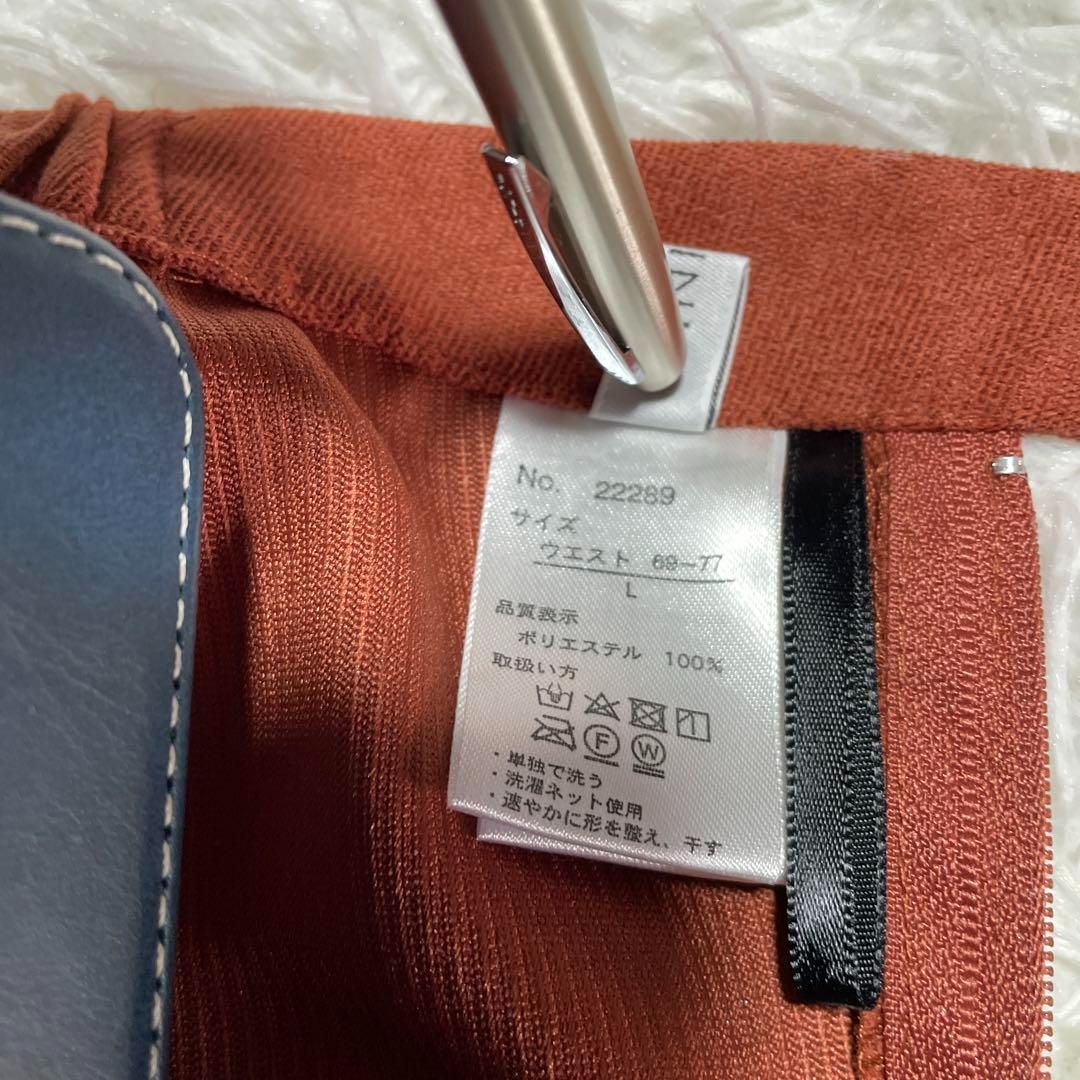 No. 22289
サイズ
ウエスト 69~77
L
品質表示
ポリエステル 100%
取扱い方
F W
・単独で洗う
・洗濯ネット使用
・速やかに形を整え、干す